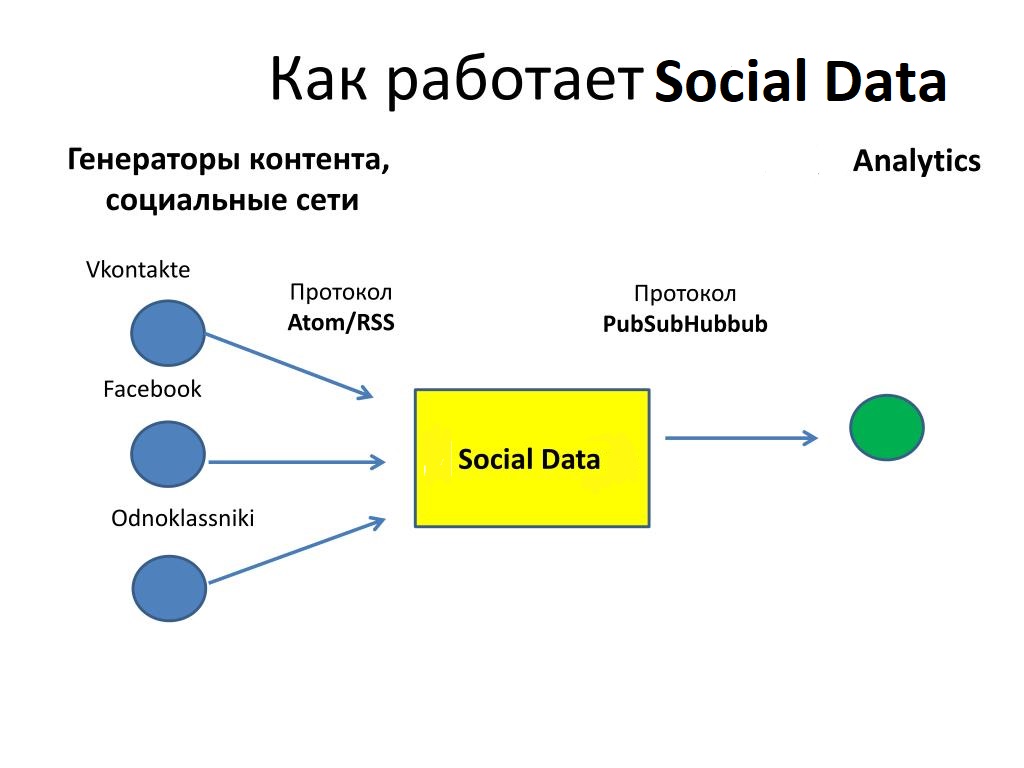 Как работает Social Data
Генераторы контента,
социальные сети
Analytics
Vkontakte
Протокол
Atom/RSS
Протокол
PubSubHubbub
Facebook
Social Data
Odnoklassniki